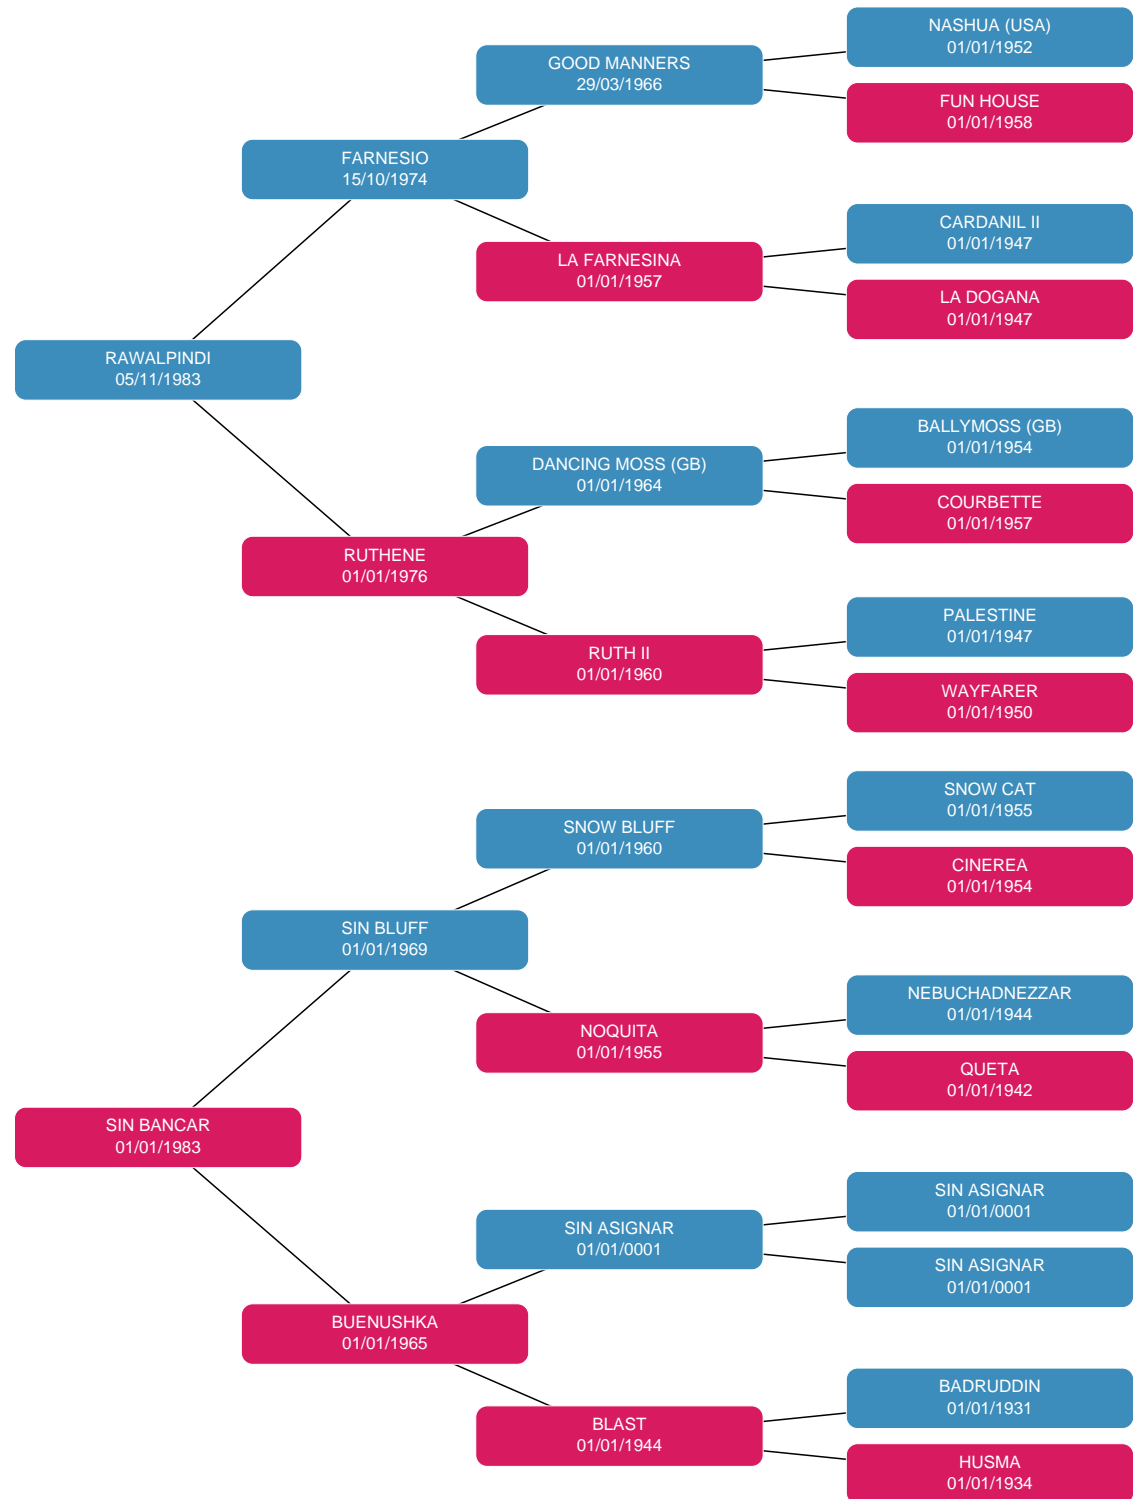 NASHUA (USA)
01/01/1952
GOOD MANNERS
29/03/1966
FUN HOUSE
01/01/1958
FARNESIO
15/10/1974
CARDANIL II
01/01/1947
LA FARNESINA
01/01/1957
LA DOGANA
01/01/1947
RAWALPINDI
05/11/1983
BALLYMOSS (GB)
01/01/1954
DANCING MOSS (GB)
01/01/1964
COURBETTE
01/01/1957
RUTHENE
01/01/1976
PALESTINE
01/01/1947
RUTH II
01/01/1960
WAYFARER
01/01/1950
SNOW CAT
01/01/1955
SNOW BLUFF
01/01/1960
CINEREA
01/01/1954
SIN BLUFF
01/01/1969
NEBUCHADNEZZAR
01/01/1944
NOQUITA
01/01/1955
QUETA
01/01/1942
SIN BANCAR
01/01/1983
SIN ASIGNAR
01/01/0001
SIN ASIGNAR
01/01/0001
SIN ASIGNAR
01/01/0001
BUENUSHKA
01/01/1965
BADRUDDIN
01/01/1931
BLAST
01/01/1944
HUSMA
01/01/1934